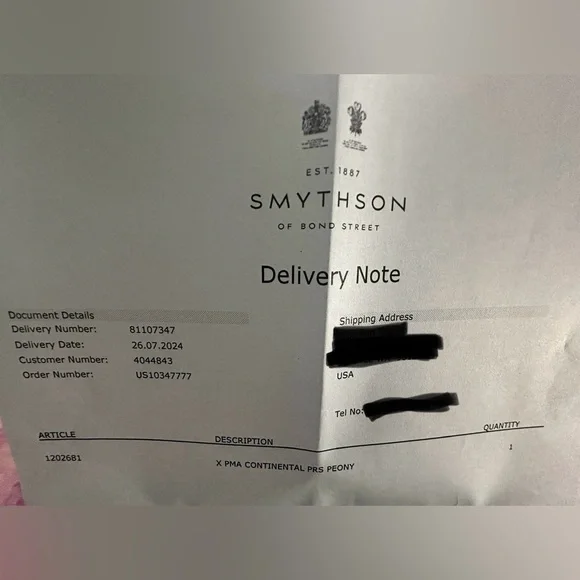 EST. 1887
SMYTHSON
OF BOND STREET
Delivery Note
Document Details
Delivery Number: 81107347
Delivery Date: 26.07.2024
Customer Number: 4044843
Order Number: US10347777
Shipping Address
USA
Tel No:
ARTICLE DESCRIPTION QUANTITY
1202681 X PMA CONTINENTAL PRS PEONY 1